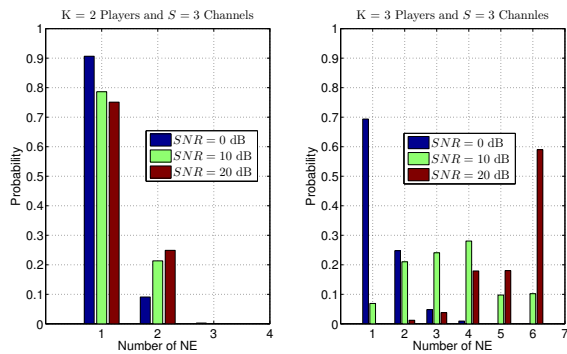 K = 2 Players and S = 3 Channels
1
0.9
0.8
0.7
0.6
0.5
0.4
0.3
0.2
0.1
0
Probability
SNR = 0 dB
SNR = 10 dB
SNR = 20 dB
1 2 3 4
Number of NE
K = 3 Players and S = 3 Channles
1
0.9
0.8
0.7
0.6
0.5
0.4
0.3
0.2
0.1
0
Probability
SNR = 0 dB
SNR = 10 dB
SNR = 20 dB
1 2 3 4 5 6 7
Number of NE